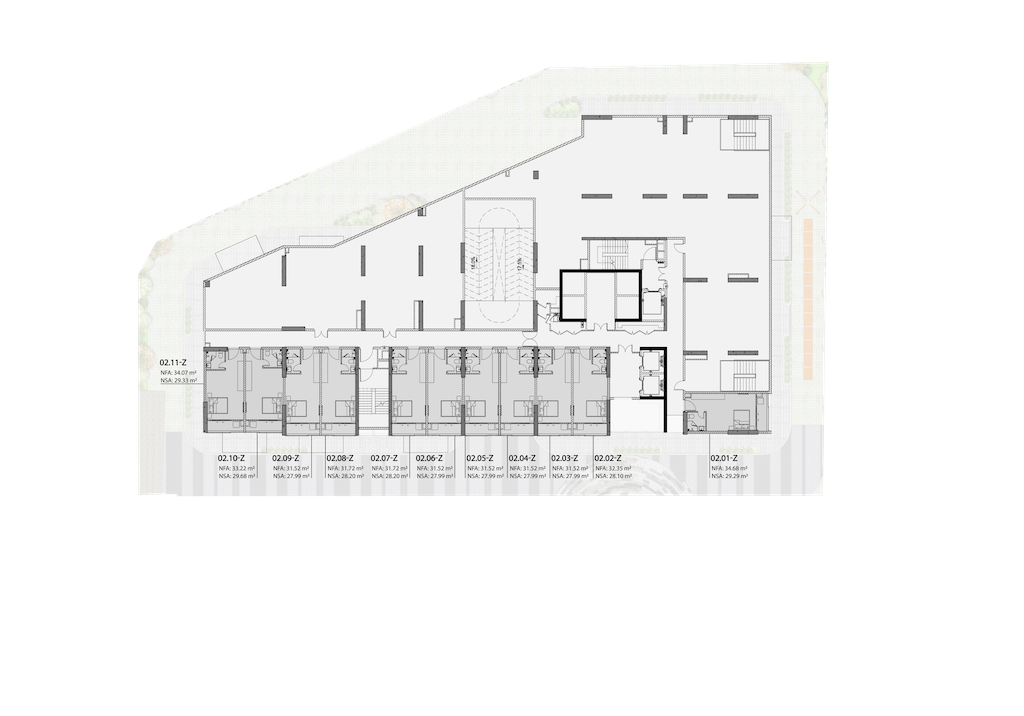 18.0%
17.5%
02.11-Z
NFA: 34.07 m²
NSA: 29.33 m²
02.10-Z
NFA: 33.22 m²
NSA: 29.68 m²
02.09-Z
NFA: 31.52 m²
NSA: 27.99 m²
02.08-Z
NFA: 31.72 m²
NSA: 28.20 m²
02.07-Z
NFA: 31.72 m²
NSA: 28.20 m²
02.06-Z
NFA: 31.52 m²
NSA: 27.99 m²
02.05-Z
NFA: 31.52 m²
NSA: 27.99 m²
02.04-Z
NFA: 31.52 m²
NSA: 27.99 m²
02.03-Z
NFA: 31.52 m²
NSA: 27.99 m²
02.02-Z
NFA: 32.35 m²
NSA: 28.10 m²
02.01-Z
NFA: 34.68 m²
NSA: 29.29 m²